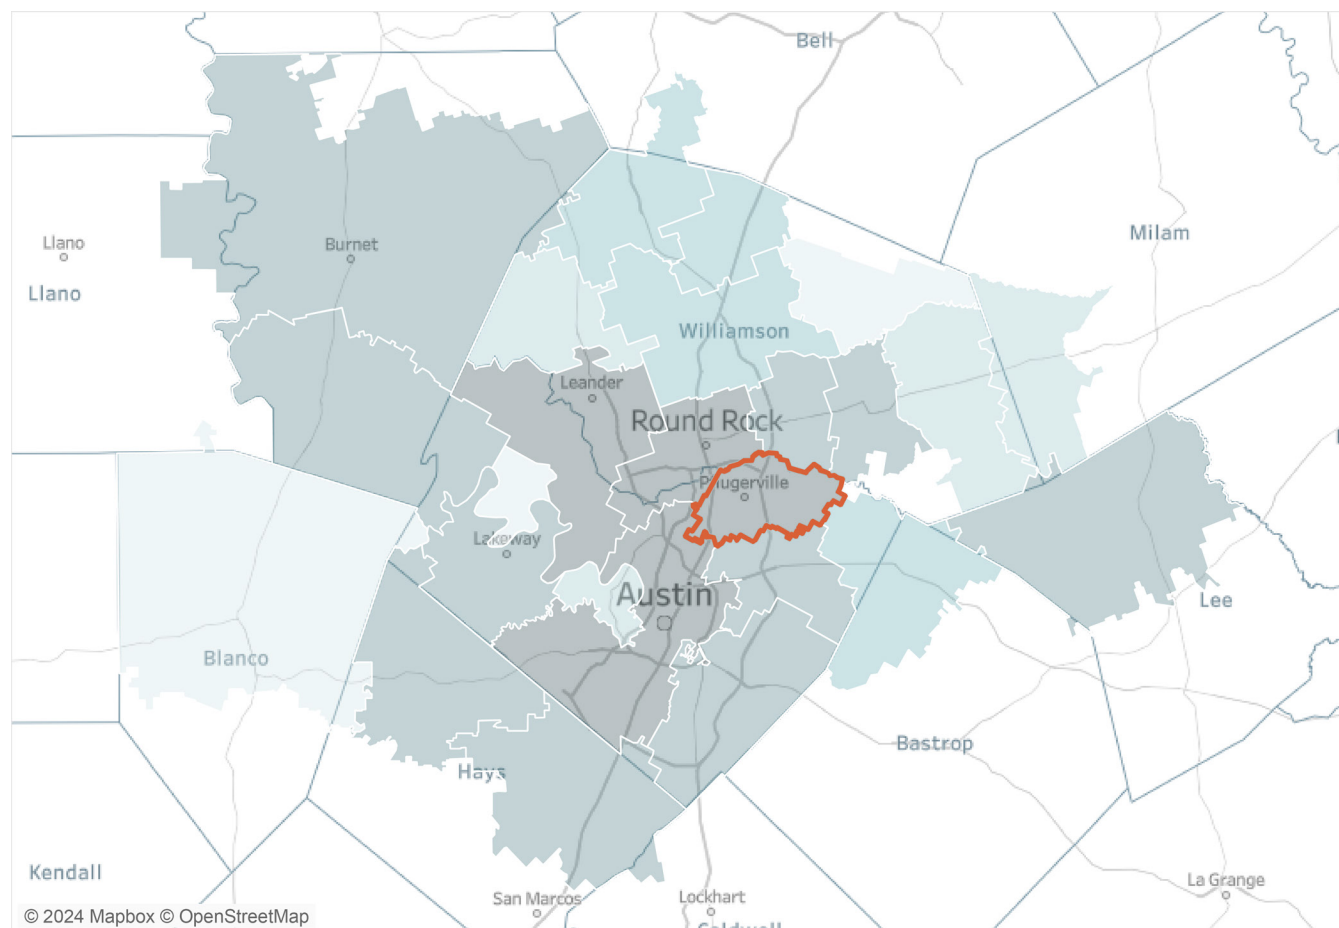 Bell
Milam
Llano
Burnet
Llano
Williamson
Leander
Round Rock
Pflugerville
Lakeway
Austin
Lee
Blanco
Bastrop
Hays
Kendall
San Marcos
Lockhart
La Grange
Caldwell
© 2024 Mapbox © OpenStreetMap